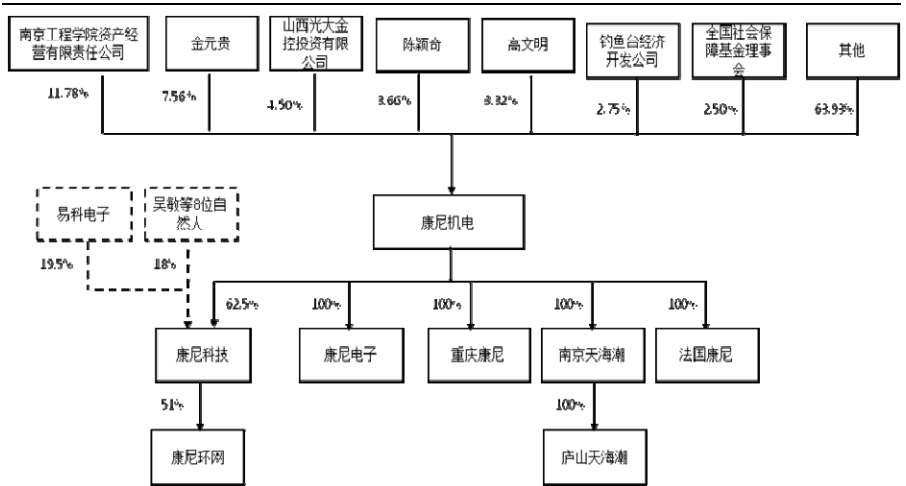 南京工程学院资产经
营有限责任公司
金元贵
山西光大金
控投资有限
公司
陈颖奇
高文明
钓鱼台经济
开发公司
全国社会保
障基金理事
会
其他
11.78%
7.56%
4.50%
3.66%
3.32%
2.75%
2.50%
63.93%
易科电子
吴敏等8位自
然人
康尼机电
19.5%
18%
62.5%
100%
100%
100%
100%
康尼科技
康尼电子
重庆康尼
南京天海潮
法国康尼
51%
100%
康尼环网
庐山天海潮